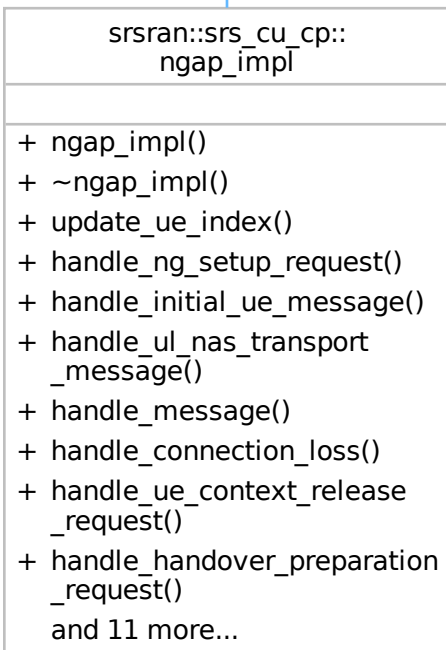 srsran::srs_cu_cp::
ngap_impl
+ ngap_impl()
+ ~ngap_impl()
+ update_ue_index()
+ handle_ng_setup_request()
+ handle_initial_ue_message()
+ handle_ul_nas_transport
_message()
+ handle_message()
+ handle_connection_loss()
+ handle_ue_context_release
_request()
+ handle_handover_preparation
_request()
and 11 more...